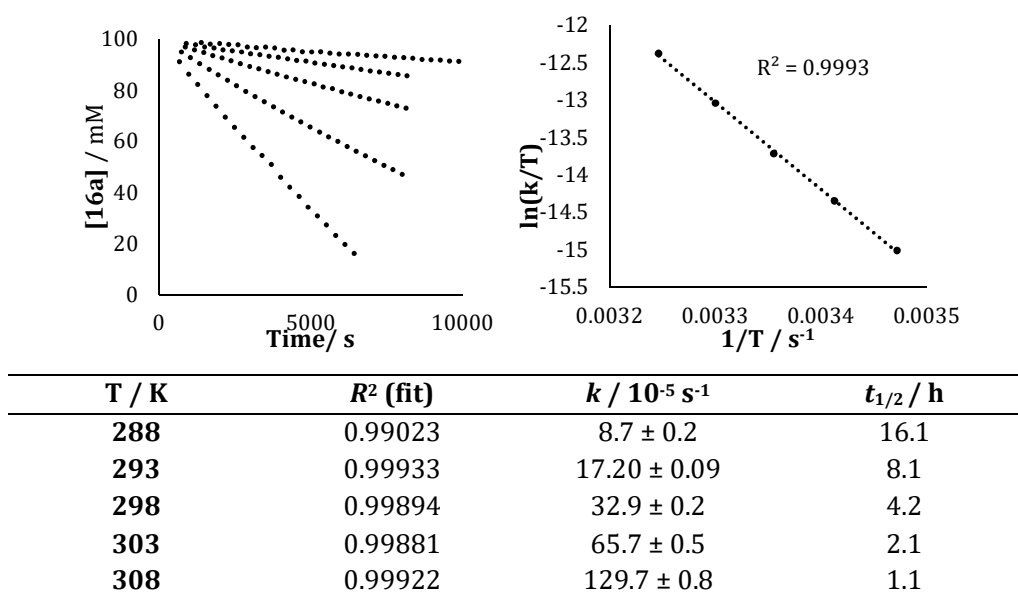 100
80
60
40
20
0
[16a] / mM
0 5000 10000
Time/ s
-12
-12.5
-13
-13.5
-14
-14.5
-15
-15.5
ln(k/T)
R² = 0.9993
0.0032 0.0033 0.0034 0.0035
1/T / s⁻¹
T / K R² (fit) k / 10⁻⁵ s⁻¹ t₁/₂ / h
288 0.99023 8.7 ± 0.2 16.1
293 0.99933 17.20 ± 0.09 8.1
298 0.99894 32.9 ± 0.2 4.2
303 0.99881 65.7 ± 0.5 2.1
308 0.99922 129.7 ± 0.8 1.1